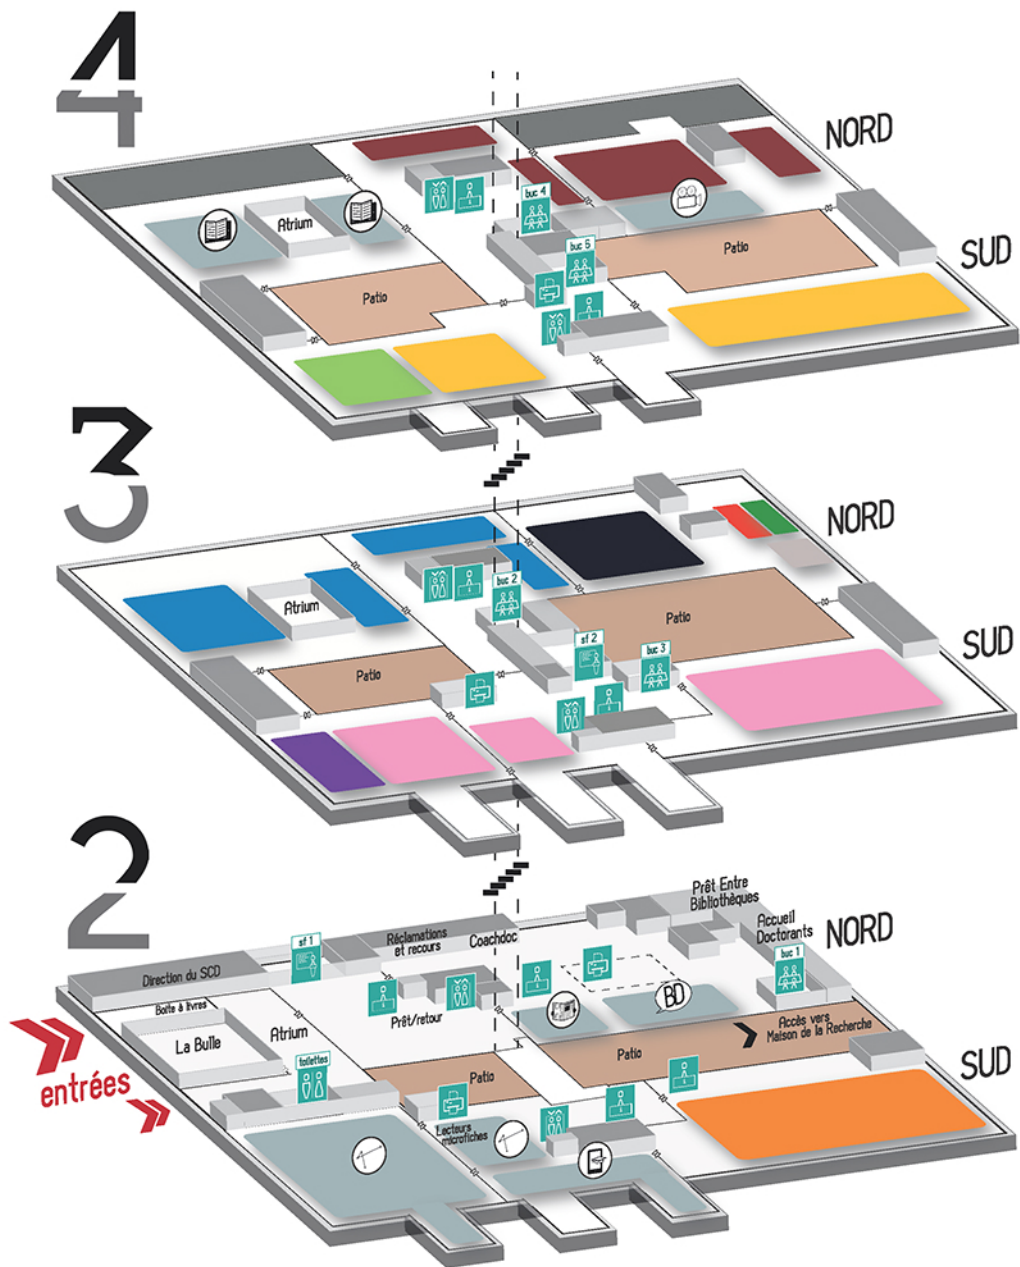 4
NORD
buc 4
Atrium
SUD
buc 6
Patio
Patio
3
NORD
buc 2
Atrium
Patio
sf 2
SUD
buc 3
Patio
2
Prêt Entre
Bibliothèques
Accueil
Doctorants
NORD
Réclamations
et recours
Coachdoc
sf 1
buc 1
Direction du SCD
Boîte à livres
BD
Prêt/retour
Atrium
Accès vers
Maison de la Recherche
La Bulle
Patio
SUD
toilettes
Patio
entrées
Lecteurs
microfiches